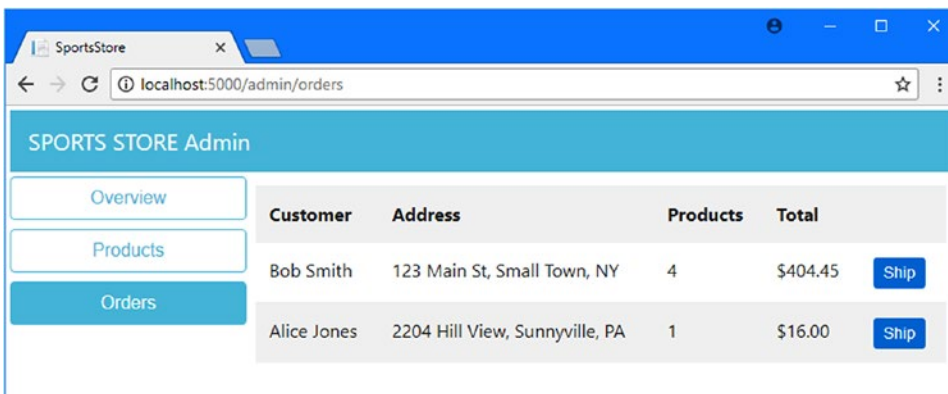 SportsStore
localhost:5000/admin/orders
SPORTS STORE Admin
Overview
Products
Orders
Customer Address Products Total
Bob Smith 123 Main St, Small Town, NY 4 $404.45 Ship
Alice Jones 2204 Hill View, Sunnyville, PA 1 $16.00 Ship